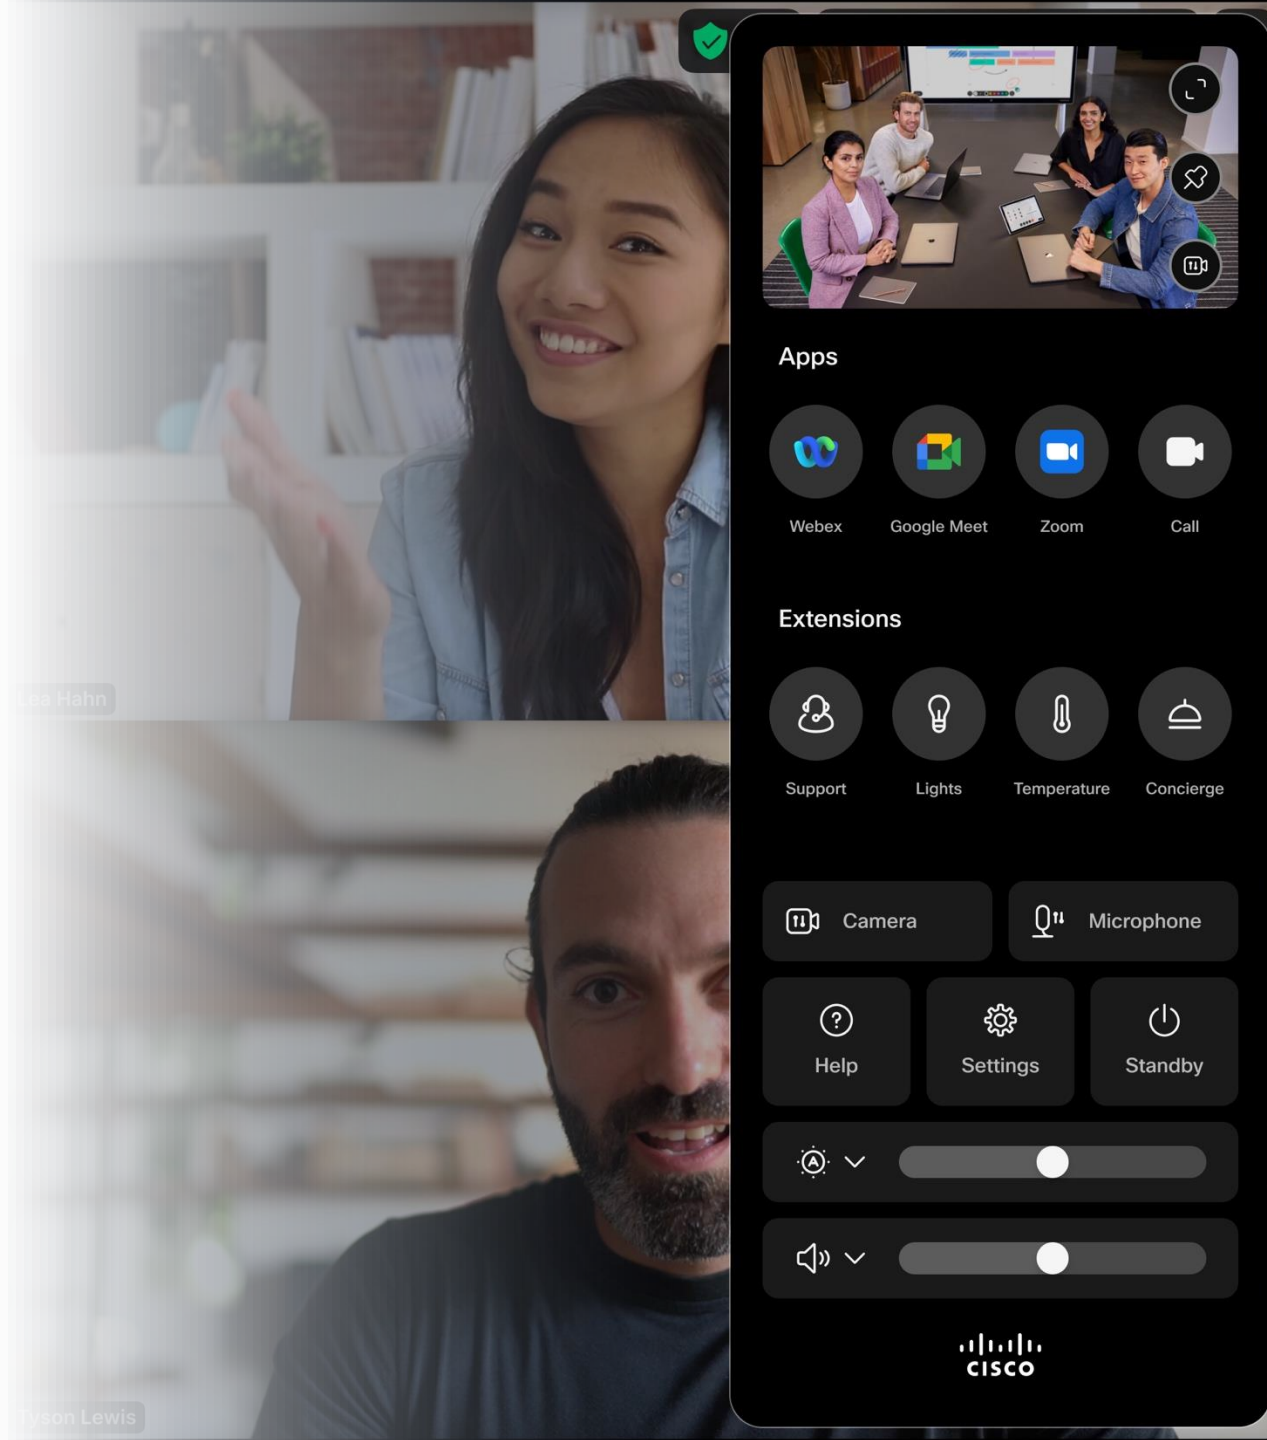 Lea Hahn
Tyson Lewis
Apps
Webex
Google Meet
Zoom
Call
Extensions
Support
Lights
Temperature
Concierge
Camera
Microphone
Help
Settings
Standby
A
CISCO